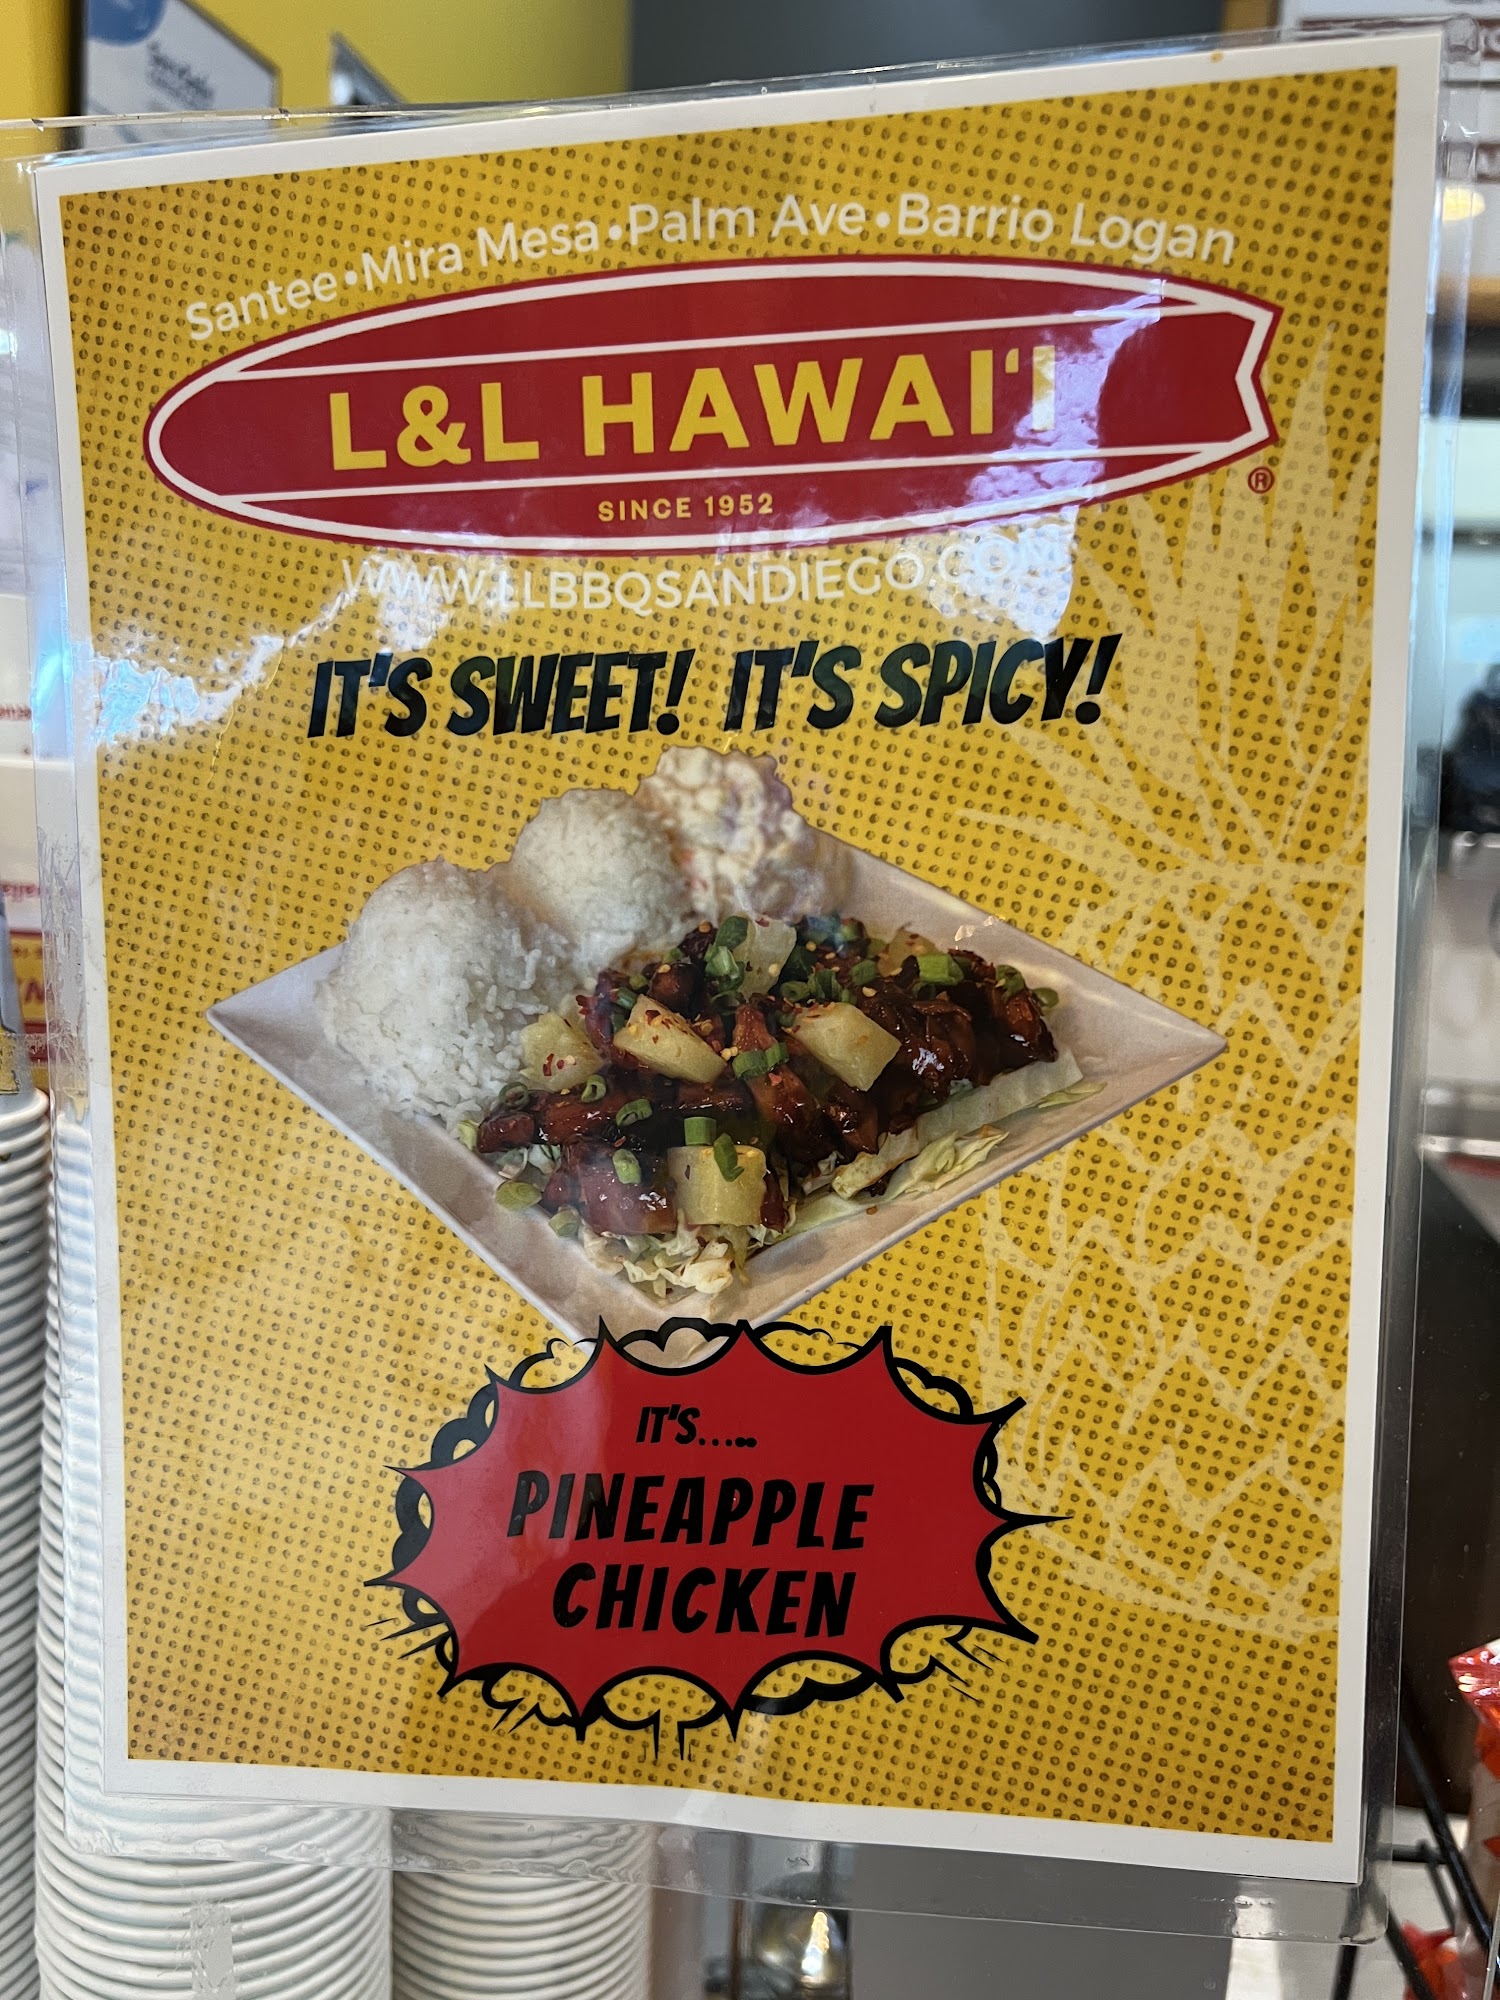 Santee•Mira Mesa•Palm Ave•Barrio Logan
L&L HAWAI‘I
SINCE 1952
®
WWW.LLBBQSANDIEGO.COM
IT'S SWEET! IT'S SPICY!
IT'S.....
PINEAPPLE
CHICKEN